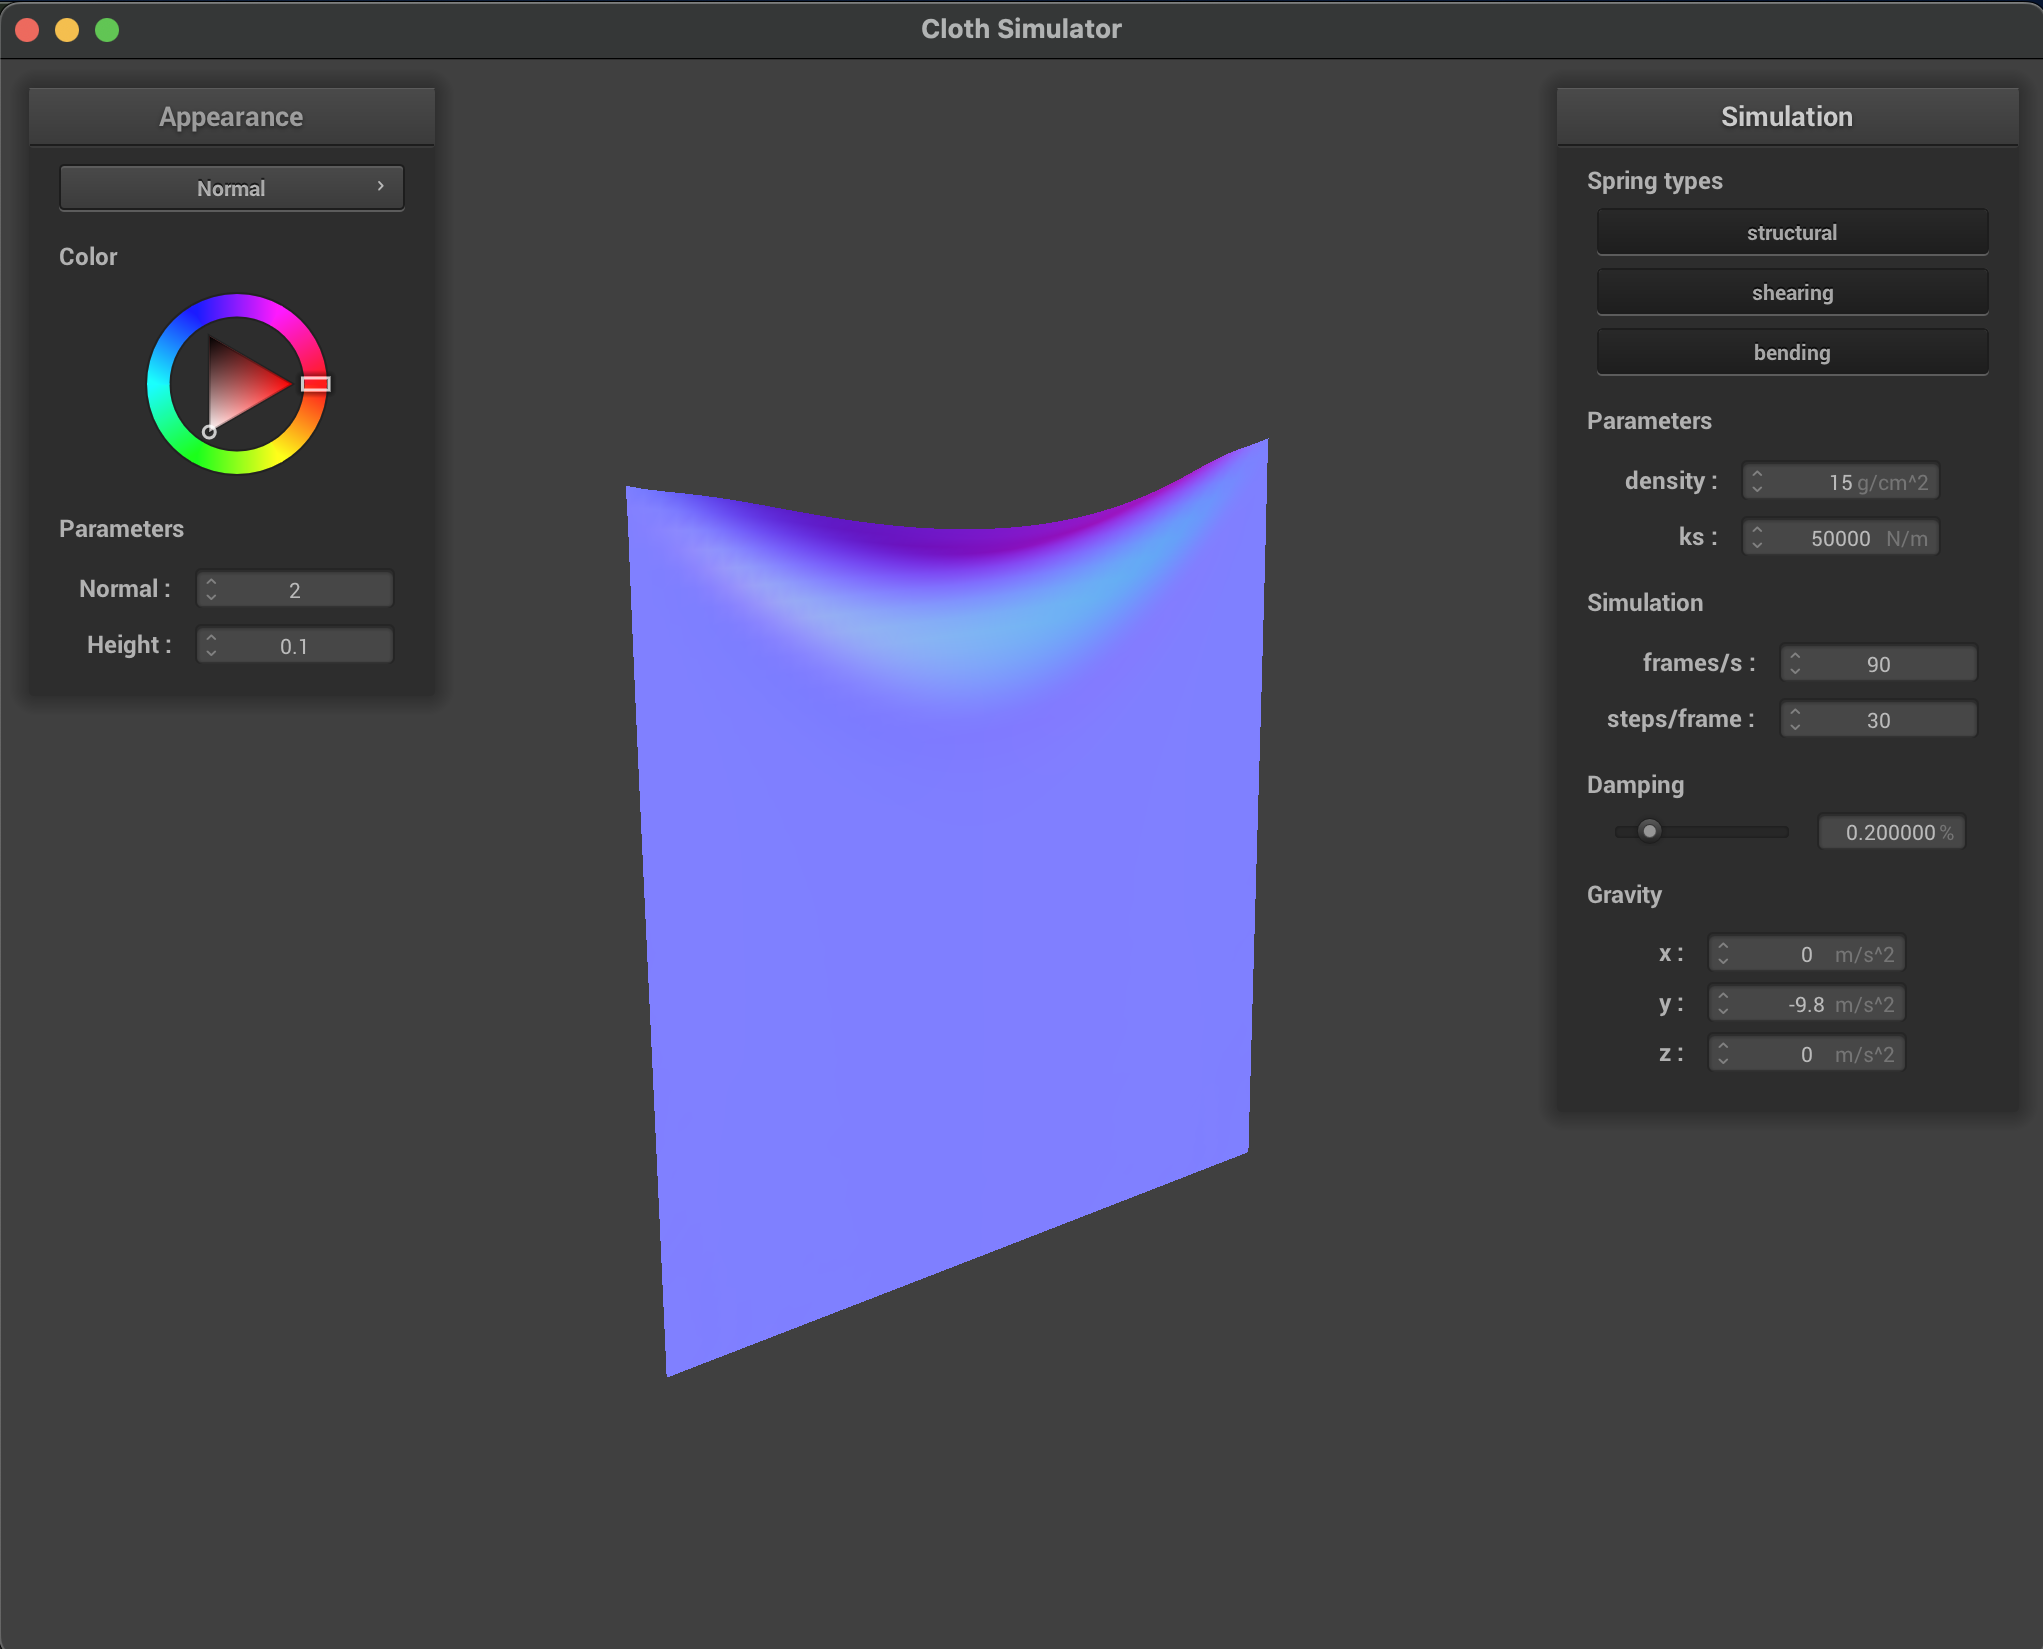 Cloth Simulator
Appearance
Normal
Color
Parameters
Normal : 2
Height : 0.1
Simulation
Spring types
structural
shearing
bending
Parameters
density : 15 g/cm^2
ks : 50000 N/m
Simulation
frames/s : 90
steps/frame : 30
Damping
0.200000 %
Gravity
x : 0 m/s^2
y : -9.8 m/s^2
z : 0 m/s^2